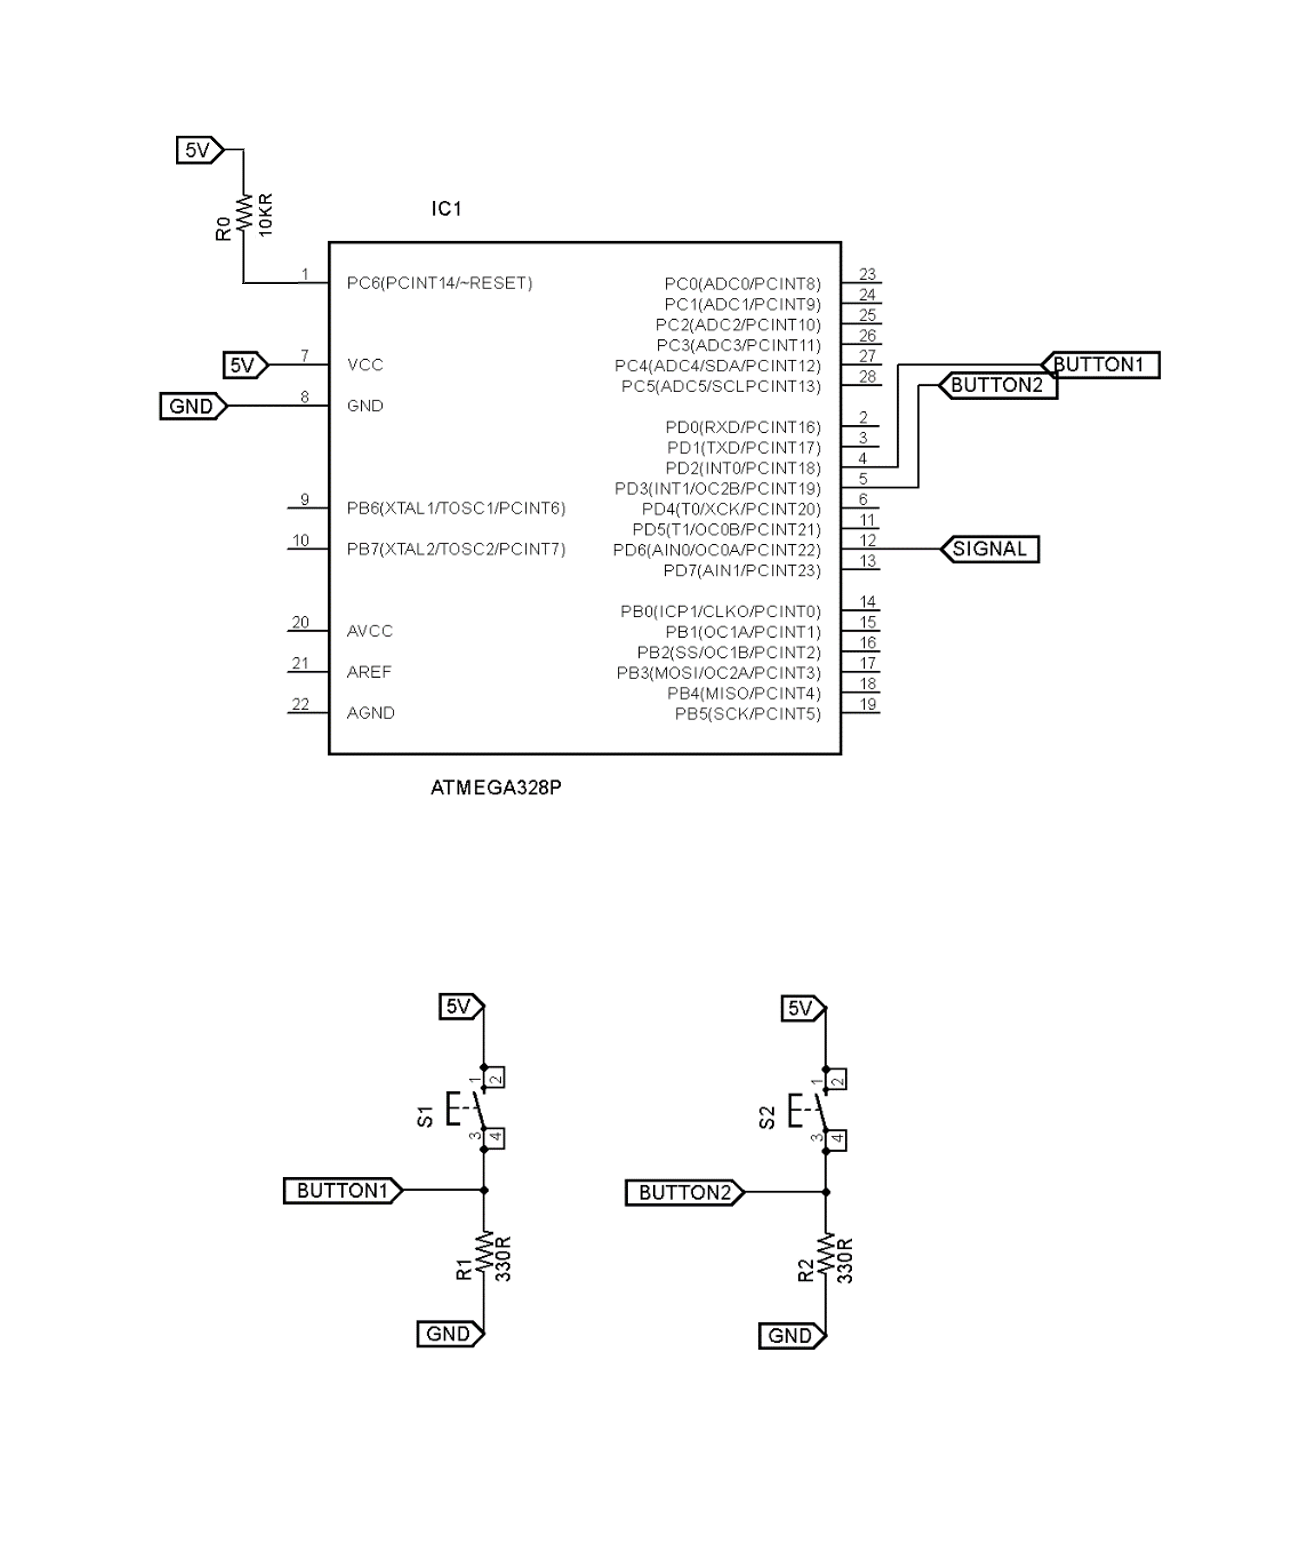 5V
R0
10KR
IC1
1
PC6(PCINT14/~RESET)
PC0(ADC0/PCINT8)
23
PC1(ADC1/PCINT9)
24
PC2(ADC2/PCINT10)
25
PC3(ADC3/PCINT11)
26
5V
7
VCC
PC4(ADC4/SDA/PCINT12)
27
BUTTON1
PC5(ADC5/SCLPCINT13)
28
BUTTON2
GND
8
GND
PD0(RXD/PCINT16)
2
PD1(TXD/PCINT17)
3
PD2(INT0/PCINT18)
4
PD3(INT1/OC2B/PCINT19)
5
9
PB6(XTAL1/TOSC1/PCINT6)
PD4(T0/XCK/PCINT20)
6
PD5(T1/OC0B/PCINT21)
11
10
PB7(XTAL2/TOSC2/PCINT7)
PD6(AIN0/OC0A/PCINT22)
12
SIGNAL
PD7(AIN1/PCINT23)
13
PB0(ICP1/CLKO/PCINT0)
14
20
AVCC
PB1(OC1A/PCINT1)
15
PB2(SS/OC1B/PCINT2)
16
21
AREF
PB3(MOSI/OC2A/PCINT3)
17
PB4(MISO/PCINT4)
18
22
AGND
PB5(SCK/PCINT5)
19
ATMEGA328P
5V
1
2
S1
3
4
BUTTON1
R1
330R
GND
5V
1
2
S2
3
4
BUTTON2
R2
330R
GND